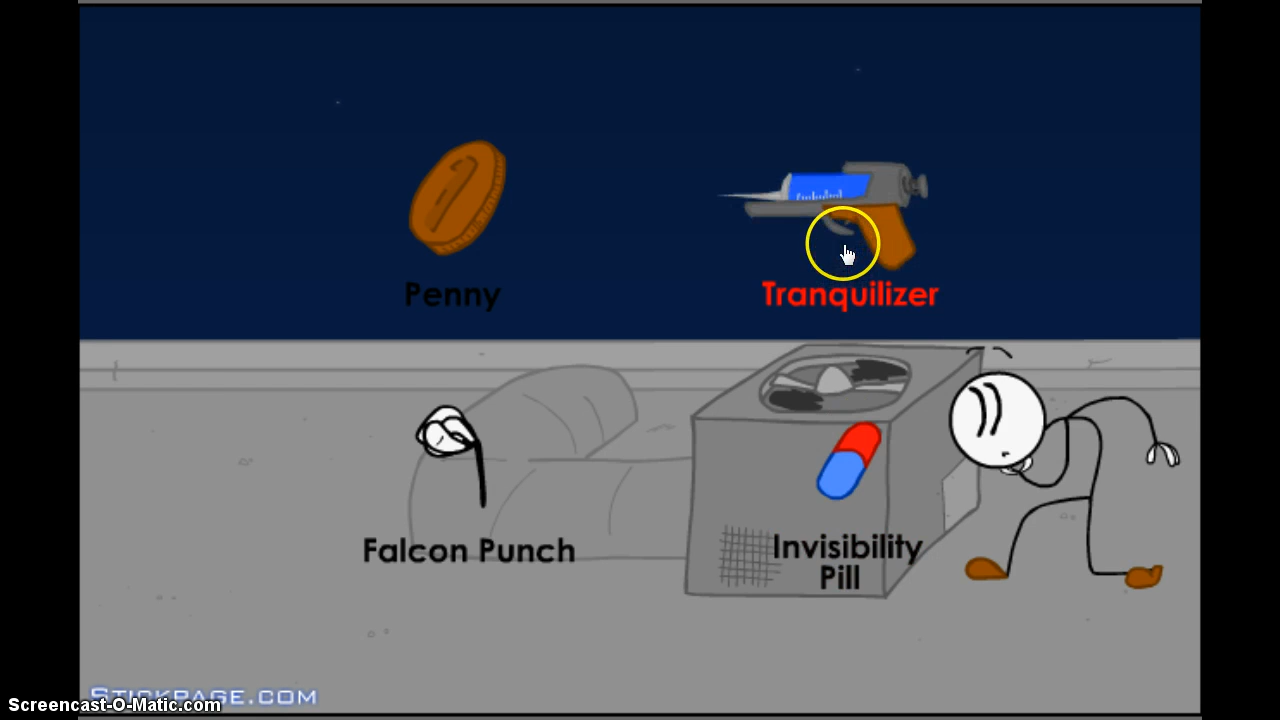 Penny
Tranquilizer
Falcon Punch
Invisibility
Pill
STICKPAGE.COM
Screencast-O-Matic.com